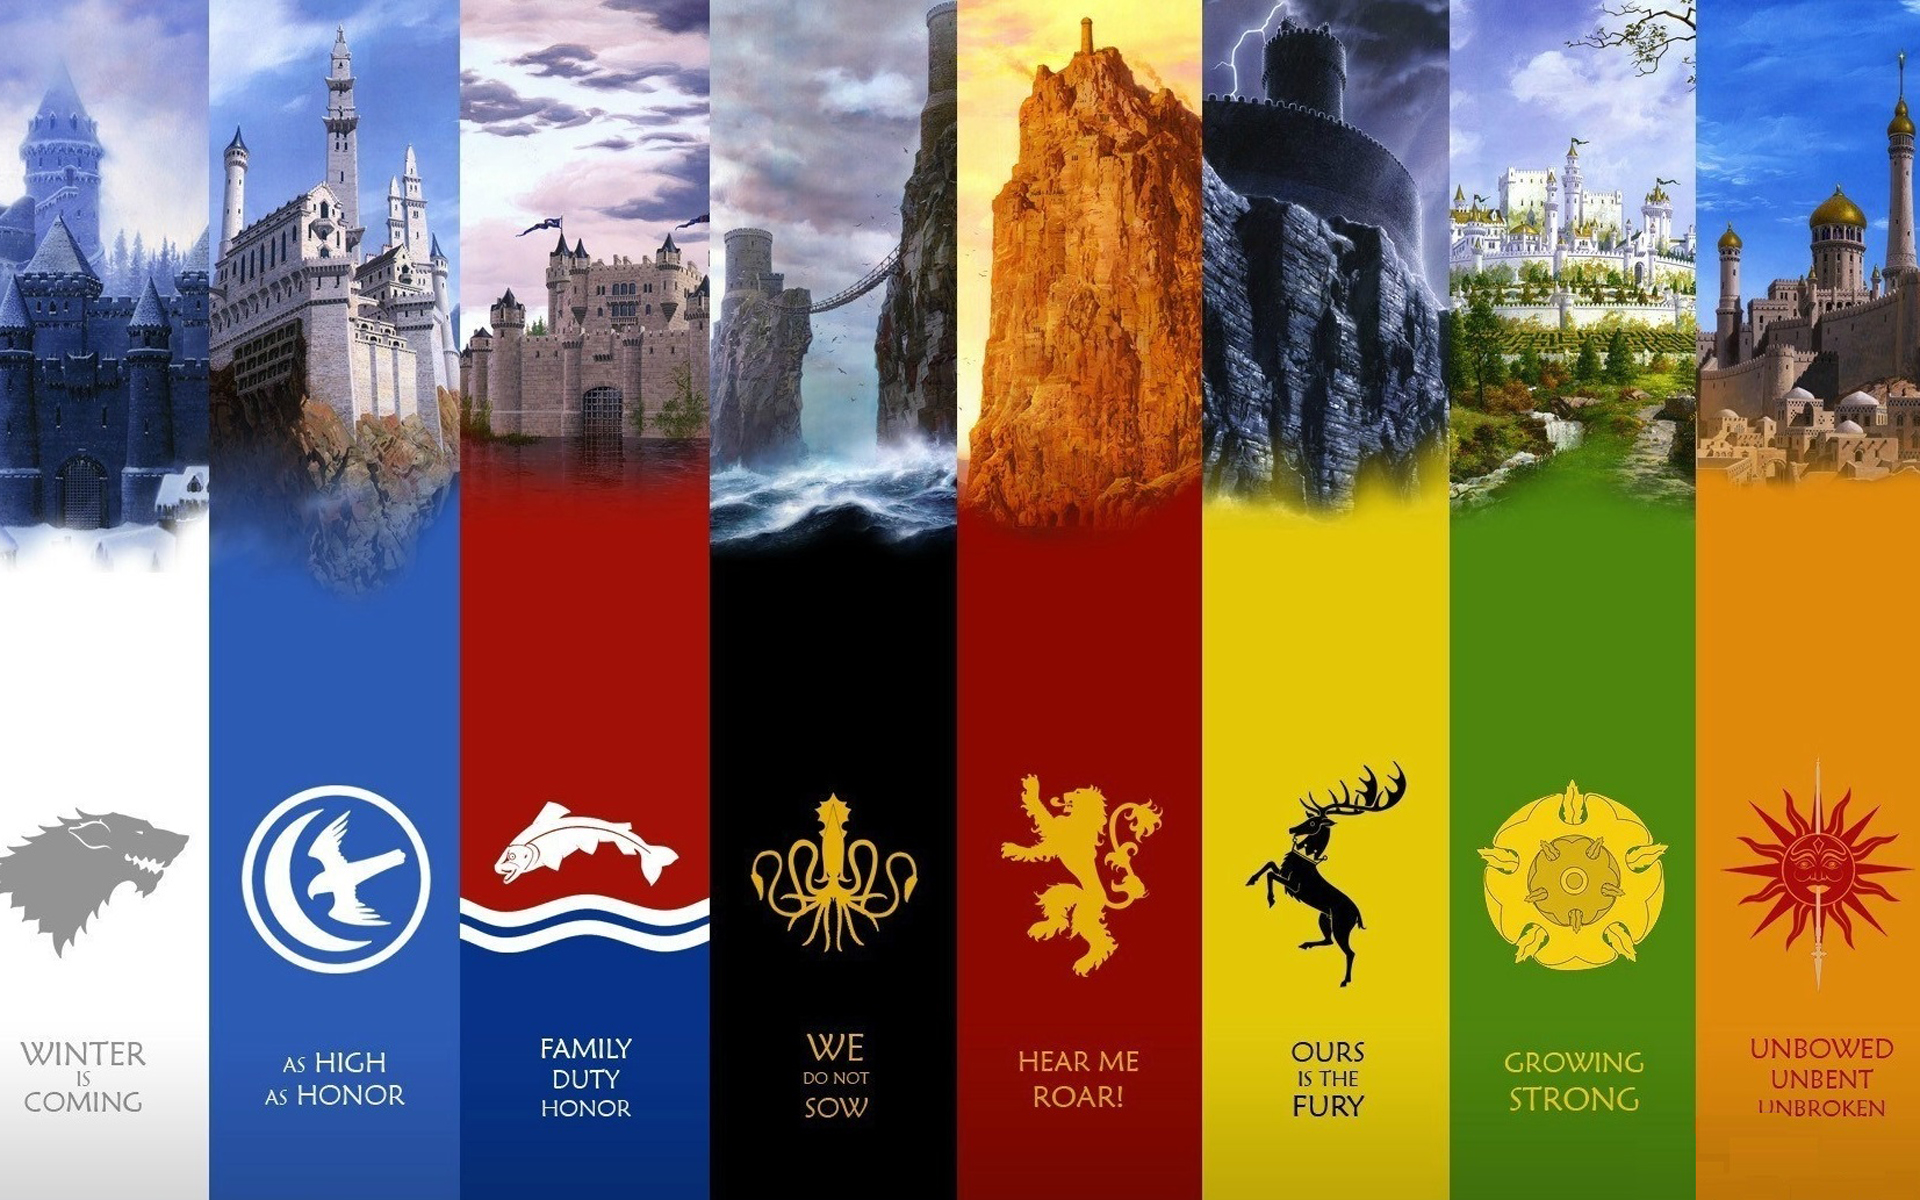 WINTER
IS
COMING
AS HIGH
AS HONOR
FAMILY
DUTY
HONOR
WE
DO NOT
SOW
HEAR ME
ROAR!
OURS
IS THE
FURY
GROWING
STRONG
UNBOWED
UNBENT
UNBROKEN